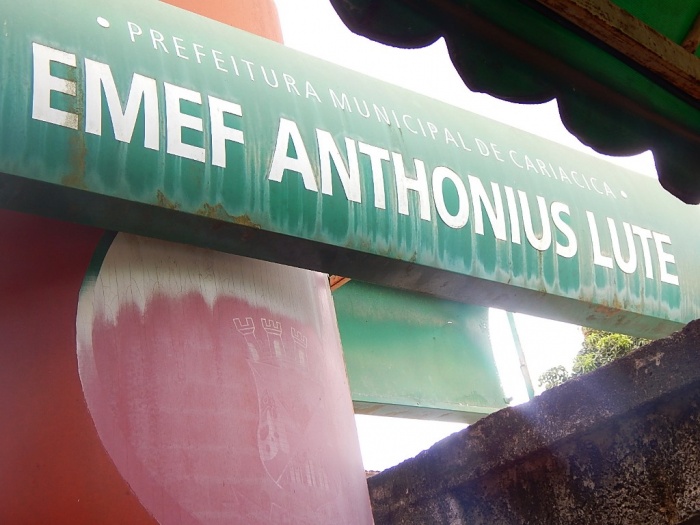 • PREFEITURA MUNICIPAL DE CARIACICA •
EMEF ANTHONIUS LUTE